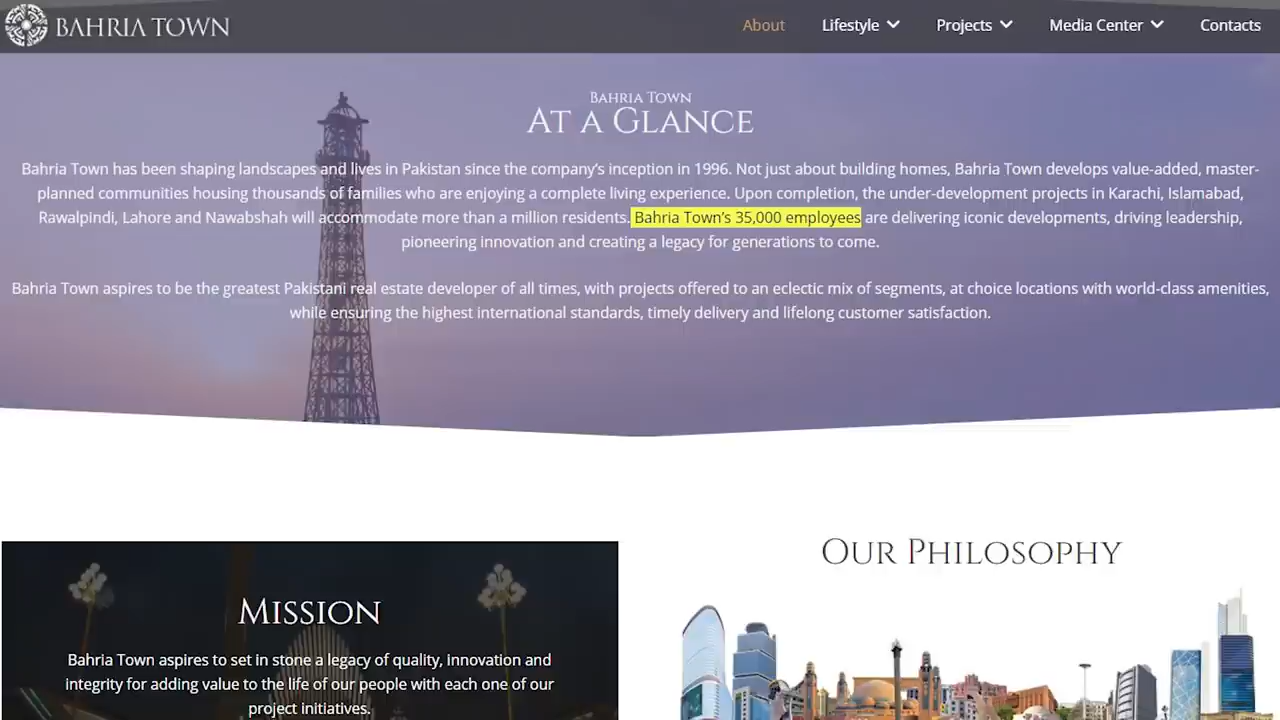 BAHRIA TOWN
About
Lifestyle
Projects
Media Center
Contacts
BAHRIA TOWN
AT A GLANCE
Bahria Town has been shaping landscapes and lives in Pakistan since the company's inception in 1996. Not just about building homes, Bahria Town develops value-added, master-
planned communities housing thousands of families who are enjoying a complete living experience. Upon completion, the under-development projects in Karachi, Islamabad,
Rawalpindi, Lahore and Nawabshah will accommodate more than a million residents. Bahria Town's 35,000 employees are delivering iconic developments, driving leadership,
pioneering innovation and creating a legacy for generations to come.
Bahria Town aspires to be the greatest Pakistani real estate developer of all times, with projects offered to an eclectic mix of segments, at choice locations with world-class amenities,
while ensuring the highest international standards, timely delivery and lifelong customer satisfaction.
MISSION
Bahria Town aspires to set in stone a legacy of quality, innovation and
integrity for adding value to the life of our people with each one of our
project initiatives.
OUR PHILOSOPHY